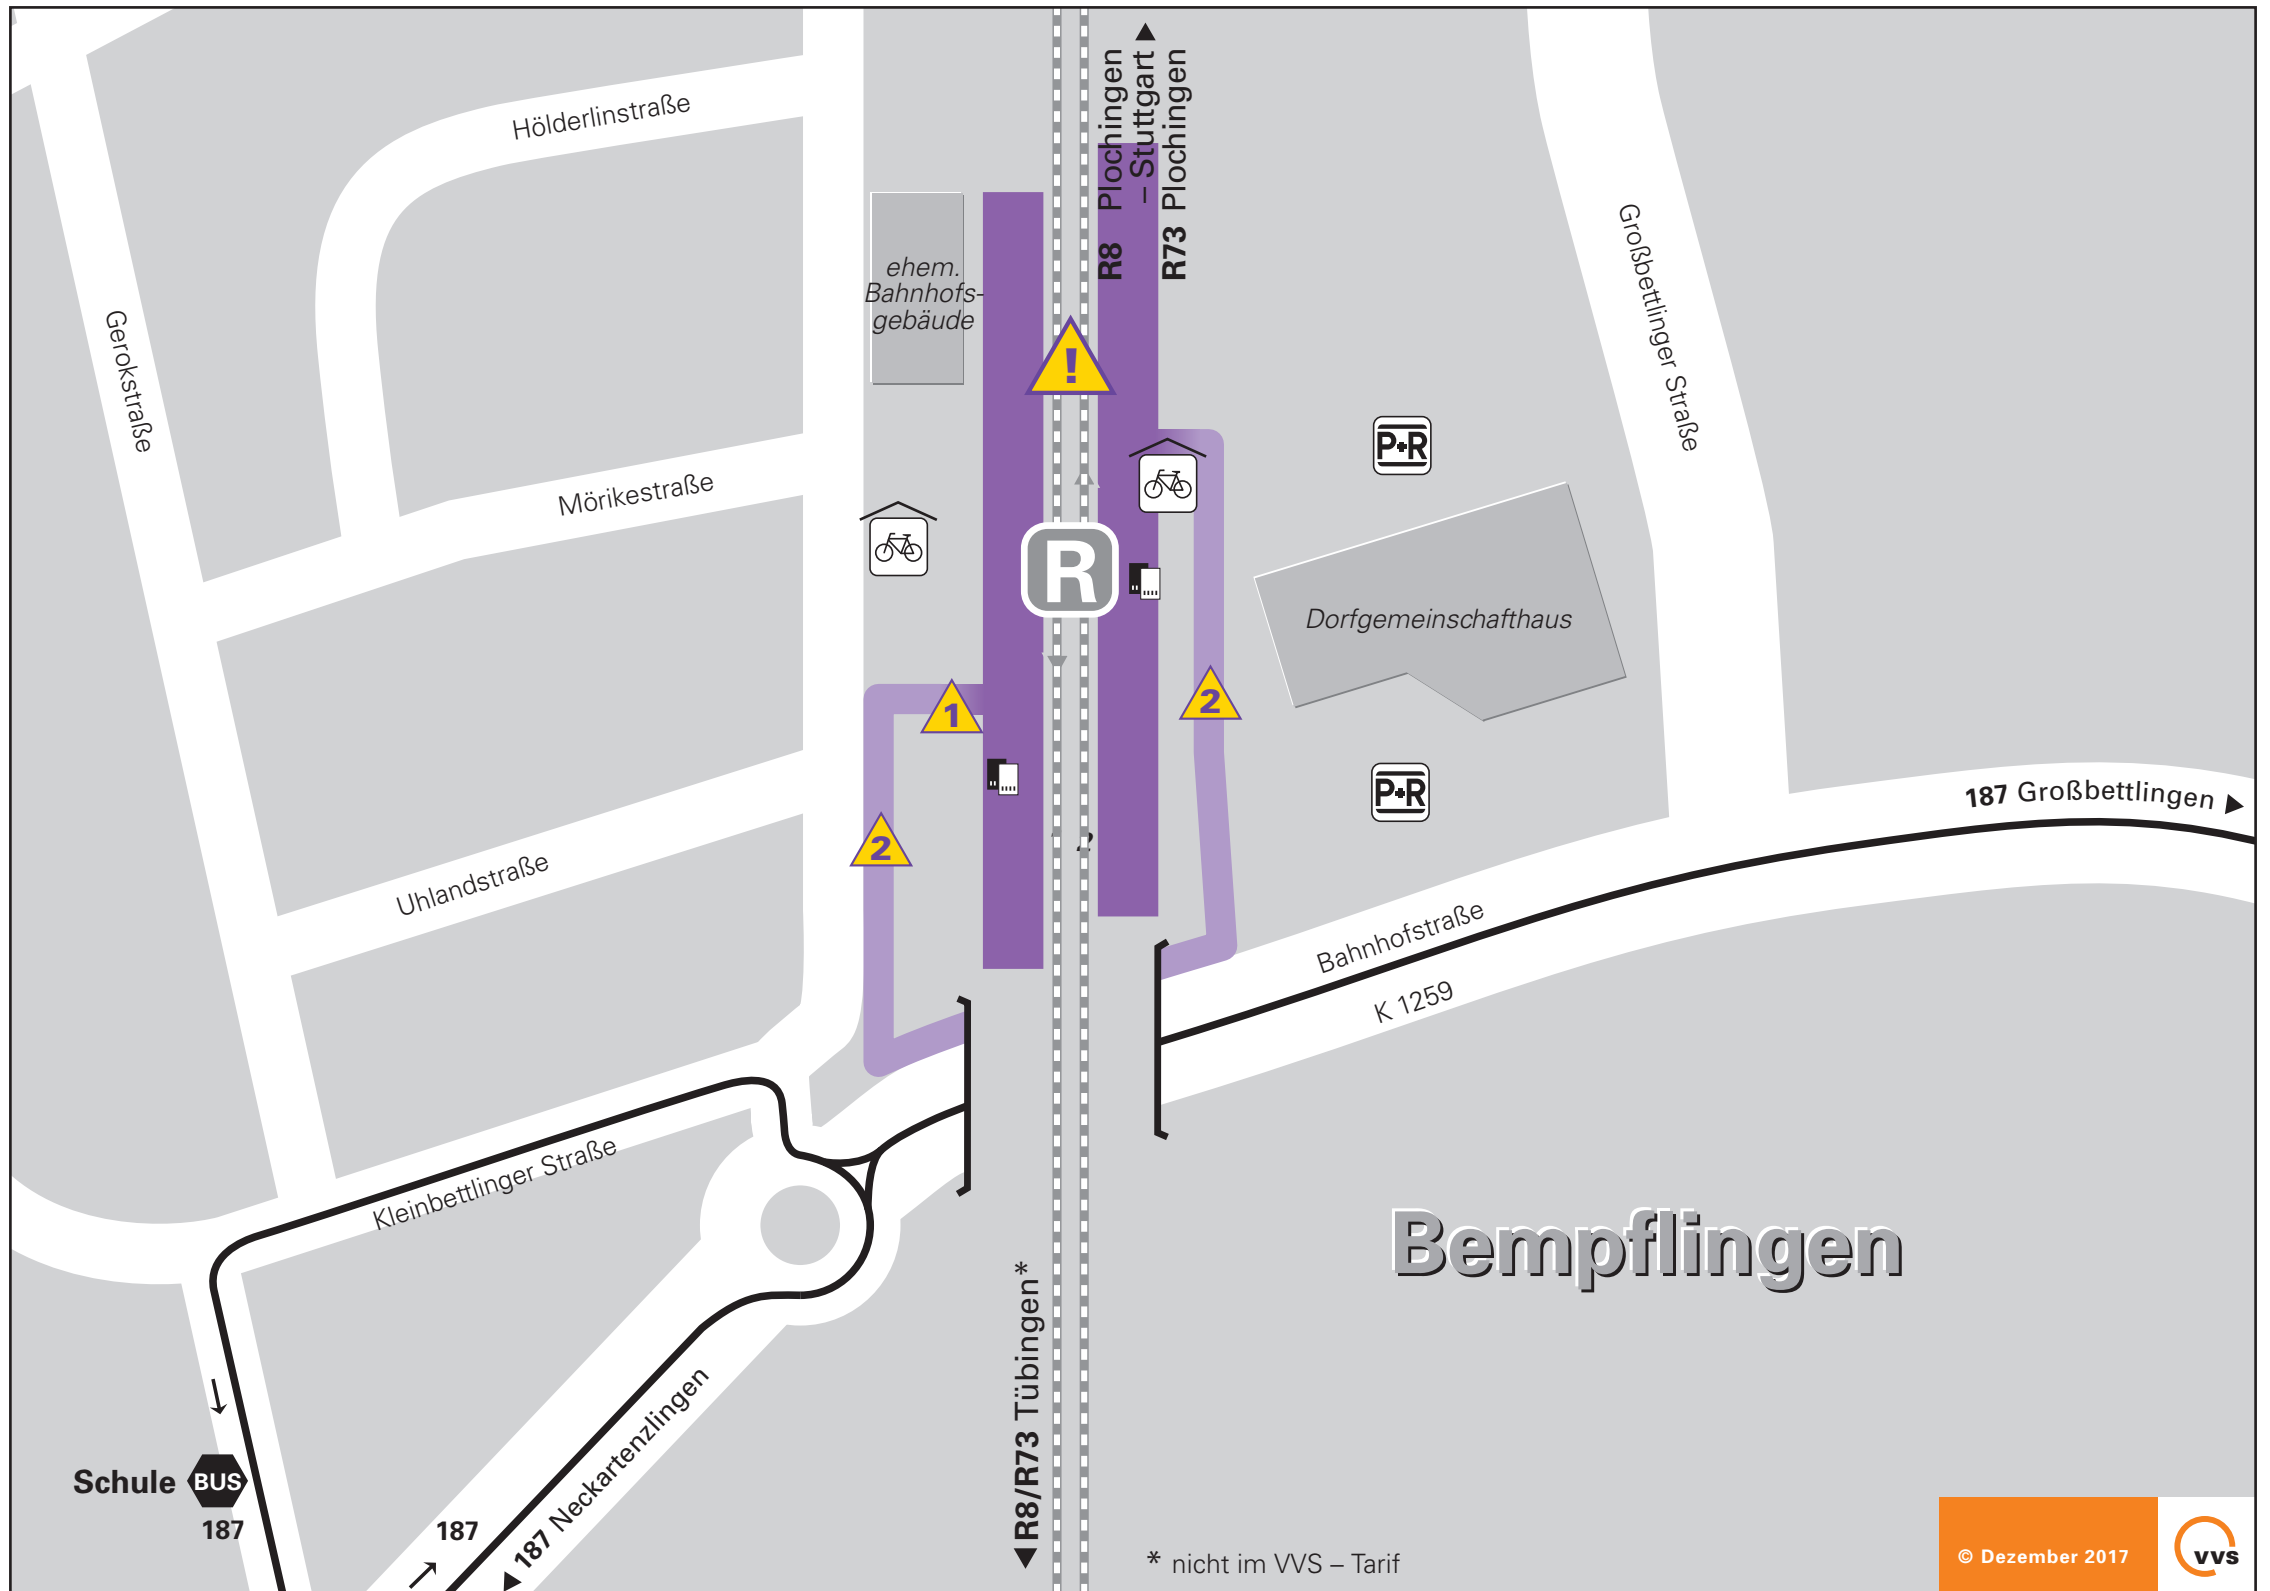 R8 Plochingen
– Stuttgart
R73 Plochingen
Hölderlinstraße
Großbettlinger Straße
ehem.
Bahnhofs-
gebäude
Gerokstraße
!
P+R
Mörikestraße
R
Dorfgemeinschafthaus
1
2
P+R
187 Großbettlingen
2
2
Uhlandstraße
Bahnhofstraße
K 1259
Kleinbettlinger Straße
Bempflingen
R8/R73 Tübingen*
187 Neckartenzlingen
Schule BUS
187
187
* nicht im VVS – Tarif
© Dezember 2017
vvs